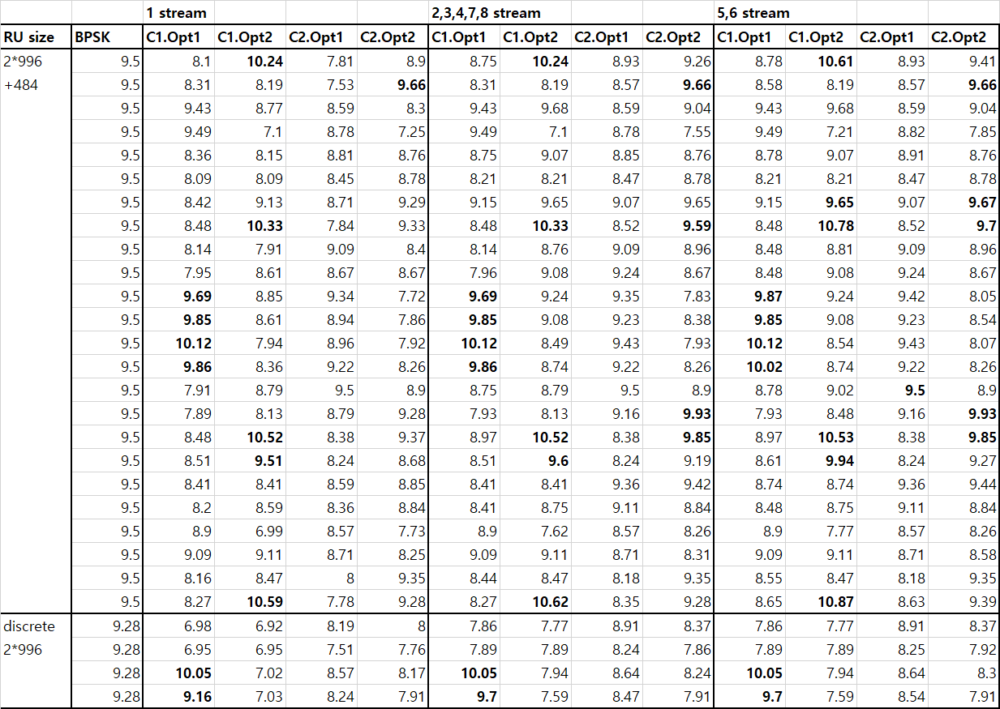 1 stream 2,3,4,7,8 stream 5,6 stream
RU size BPSK C1.Opt1 C1.Opt2 C2.Opt1 C2.Opt2 C1.Opt1 C1.Opt2 C2.Opt1 C2.Opt2 C1.Opt1 C1.Opt2 C2.Opt1 C2.Opt2
2*996 9.5 8.1 10.24 7.81 8.9 8.75 10.24 8.93 9.26 8.78 10.61 8.93 9.41
+484 9.5 8.31 8.19 7.53 9.66 8.31 8.19 8.57 9.66 8.58 8.19 8.57 9.66
9.5 9.43 8.77 8.59 8.3 9.43 9.68 8.59 9.04 9.43 9.68 8.59 9.04
9.5 9.49 7.1 8.78 7.25 9.49 7.1 8.78 7.55 9.49 7.21 8.82 7.85
9.5 8.36 8.15 8.81 8.76 8.75 9.07 8.85 8.76 8.78 9.07 8.91 8.76
9.5 8.09 8.09 8.45 8.78 8.21 8.21 8.47 8.78 8.21 8.21 8.47 8.78
9.5 8.42 9.13 8.71 9.29 9.15 9.65 9.07 9.65 9.15 9.65 9.07 9.67
9.5 8.48 10.33 7.84 9.33 8.48 10.33 8.52 9.59 8.48 10.78 8.52 9.7
9.5 8.14 7.91 9.09 8.4 8.14 8.76 9.09 8.96 8.48 8.81 9.09 8.96
9.5 7.95 8.61 8.67 8.67 7.96 9.08 9.24 8.67 8.48 9.08 9.24 8.67
9.5 9.69 8.85 9.34 7.72 9.69 9.24 9.35 7.83 9.87 9.24 9.42 8.05
9.5 9.85 8.61 8.94 7.86 9.85 9.08 9.23 8.38 9.85 9.08 9.23 8.54
9.5 10.12 7.94 8.96 7.92 10.12 8.49 9.43 7.93 10.12 8.54 9.43 8.07
9.5 9.86 8.36 9.22 8.26 9.86 8.74 9.22 8.26 10.02 8.74 9.22 8.26
9.5 7.91 8.79 9.5 8.9 8.75 8.79 9.5 8.9 8.78 9.02 9.5 8.9
9.5 7.89 8.13 8.79 9.28 7.93 8.13 9.16 9.93 7.93 8.48 9.16 9.93
9.5 8.48 10.52 8.38 9.37 8.97 10.52 8.38 9.85 8.97 10.53 8.38 9.85
9.5 8.51 9.51 8.24 8.68 8.51 9.6 8.24 9.19 8.61 9.94 8.24 9.27
9.5 8.41 8.41 8.59 8.85 8.41 8.41 9.36 9.42 8.74 8.74 9.36 9.44
9.5 8.2 8.59 8.36 8.84 8.41 8.75 9.11 8.84 8.48 8.75 9.11 8.84
9.5 8.9 6.99 8.57 7.73 8.9 7.62 8.57 8.26 8.9 7.77 8.57 8.26
9.5 9.09 9.11 8.71 8.25 9.09 9.11 8.71 8.31 9.09 9.11 8.71 8.58
9.5 8.16 8.47 8 9.35 8.44 8.47 8.18 9.35 8.55 8.47 8.18 9.35
9.5 8.27 10.59 7.78 9.28 8.27 10.62 8.35 9.28 8.65 10.87 8.63 9.39
discrete 9.28 6.98 6.92 8.19 8 7.86 7.77 8.91 8.37 7.86 7.77 8.91 8.37
2*996 9.28 6.95 6.95 7.51 7.76 7.89 7.89 8.24 7.86 7.89 7.89 8.25 7.92
9.28 10.05 7.02 8.57 8.17 10.05 7.94 8.64 8.24 10.05 7.94 8.64 8.3
9.28 9.16 7.03 8.24 7.91 9.7 7.59 8.47 7.91 9.7 7.59 8.54 7.91